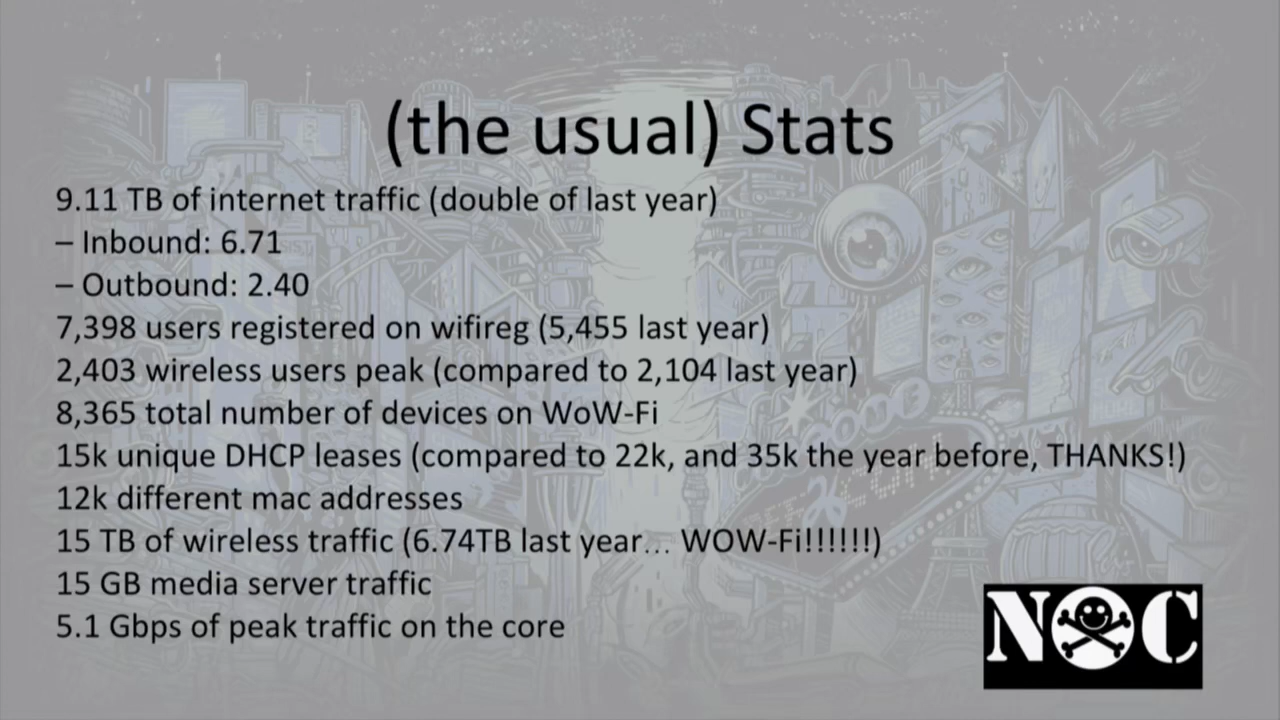 (the usual) Stats
9.11 TB of internet traffic (double of last year)
– Inbound: 6.71
– Outbound: 2.40
7,398 users registered on wifireg (5,455 last year)
2,403 wireless users peak (compared to 2,104 last year)
8,365 total number of devices on WoW-Fi
15k unique DHCP leases (compared to 22k, and 35k the year before, THANKS!)
12k different mac addresses
15 TB of wireless traffic (6.74TB last year… WOW-Fi!!!!!!)
15 GB media server traffic
5.1 Gbps of peak traffic on the core
NOC